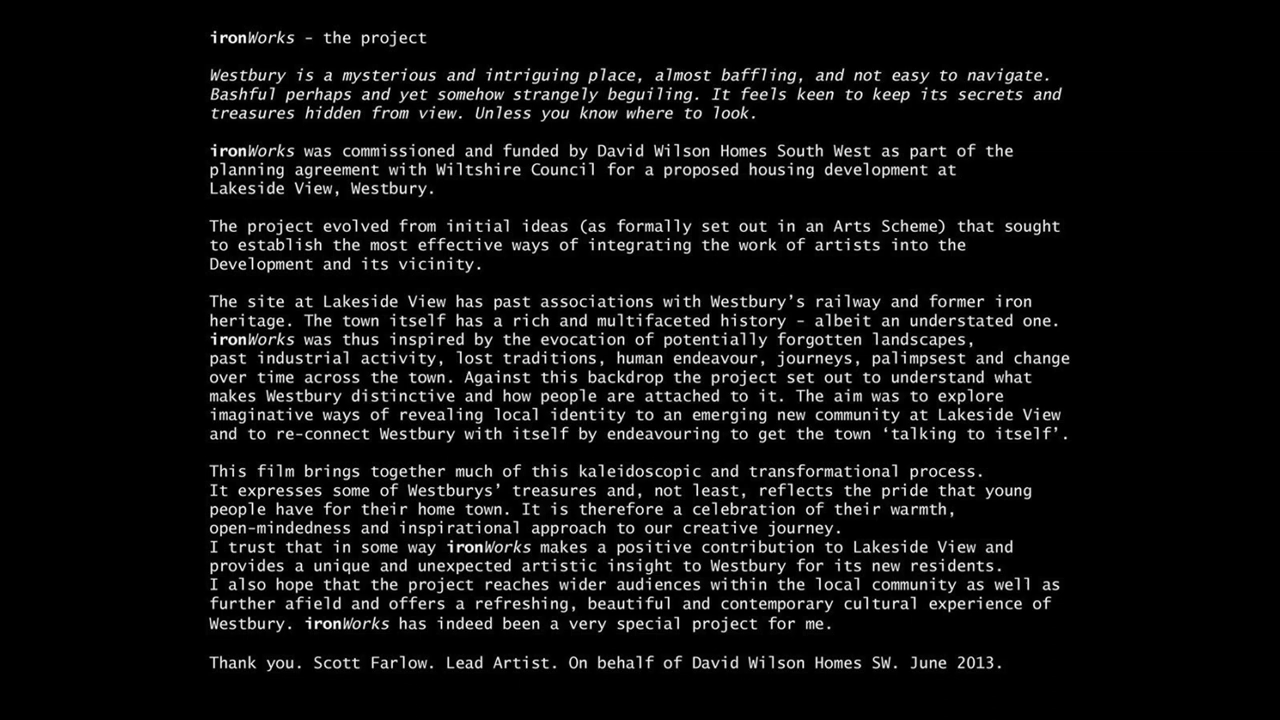 ironWorks - the project
Westbury is a mysterious and intriguing place, almost baffling, and not easy to navigate.
Bashful perhaps and yet somehow strangely beguiling. It feels keen to keep its secrets and
treasures hidden from view. Unless you know where to look.
ironWorks was commissioned and funded by David Wilson Homes South West as part of the
planning agreement with Wiltshire Council for a proposed housing development at
Lakeside View, Westbury.
The project evolved from initial ideas (as formally set out in an Arts Scheme) that sought
to establish the most effective ways of integrating the work of artists into the
Development and its vicinity.
The site at Lakeside View has past associations with Westbury’s railway and former iron
heritage. The town itself has a rich and multifaceted history - albeit an understated one.
ironWorks was thus inspired by the evocation of potentially forgotten landscapes,
past industrial activity, lost traditions, human endeavour, journeys, palimpsest and change
over time across the town. Against this backdrop the project set out to understand what
makes Westbury distinctive and how people are attached to it. The aim was to explore
imaginative ways of revealing local identity to an emerging new community at Lakeside View
and to re-connect Westbury with itself by endeavouring to get the town ‘talking to itself’.
This film brings together much of this kaleidoscopic and transformational process.
It expresses some of Westburys’ treasures and, not least, reflects the pride that young
people have for their home town. It is therefore a celebration of their warmth,
open-mindedness and inspirational approach to our creative journey.
I trust that in some way ironWorks makes a positive contribution to Lakeside View and
provides a unique and unexpected artistic insight to Westbury for its new residents.
I also hope that the project reaches wider audiences within the local community as well as
further afield and offers a refreshing, beautiful and contemporary cultural experience of
Westbury. ironWorks has indeed been a very special project for me.
Thank you. Scott Farlow. Lead Artist. On behalf of David Wilson Homes SW. June 2013.